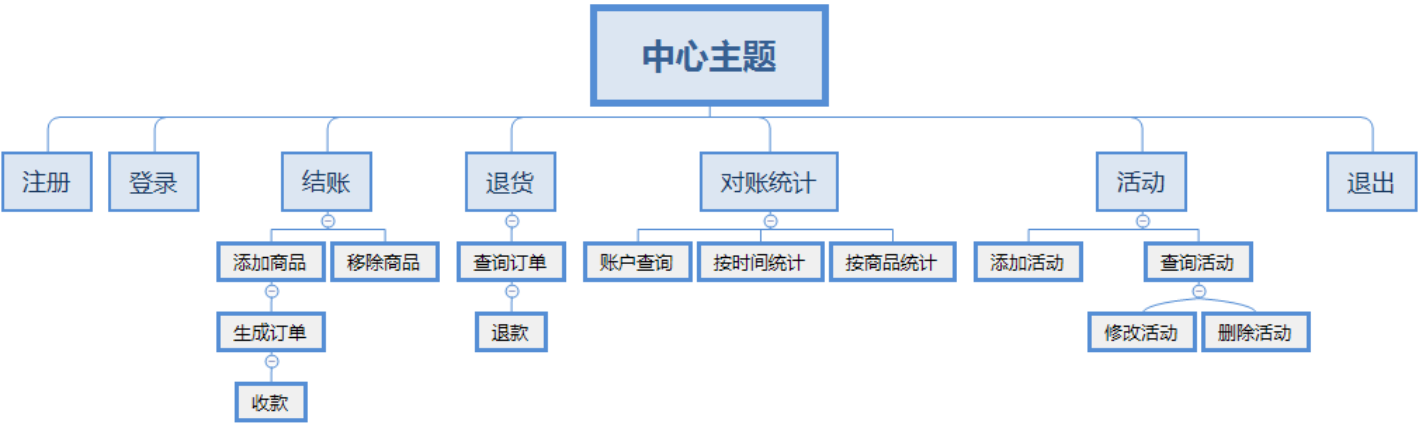 中心主题
注册
登录
结账
退货
对账统计
活动
退出
添加商品
移除商品
查询订单
账户查询
按时间统计
按商品统计
添加活动
查询活动
生成订单
退款
修改活动
删除活动
收款